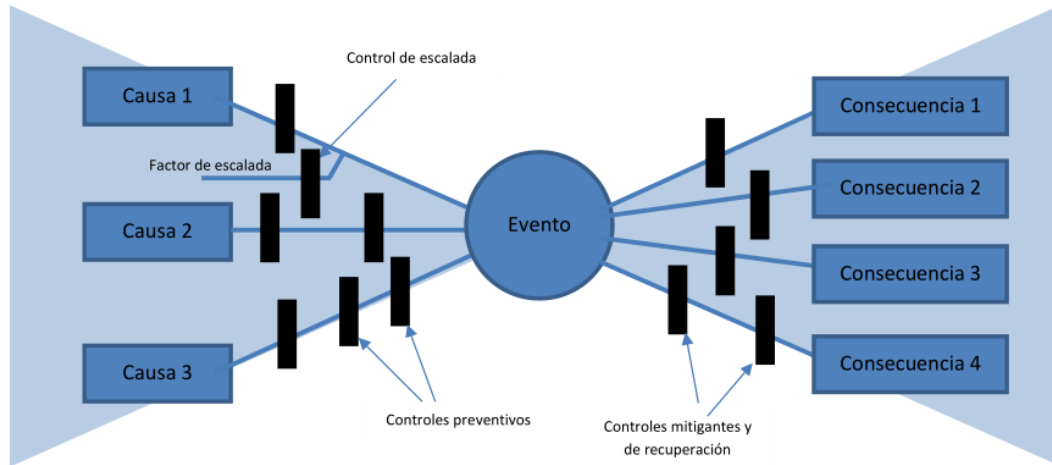 Control de escalada
Causa 1
Consecuencia 1
Factor de escalada
Consecuencia 2
Causa 2
Evento
Consecuencia 3
Causa 3
Consecuencia 4
Controles preventivos
Controles mitigantes y
de recuperación